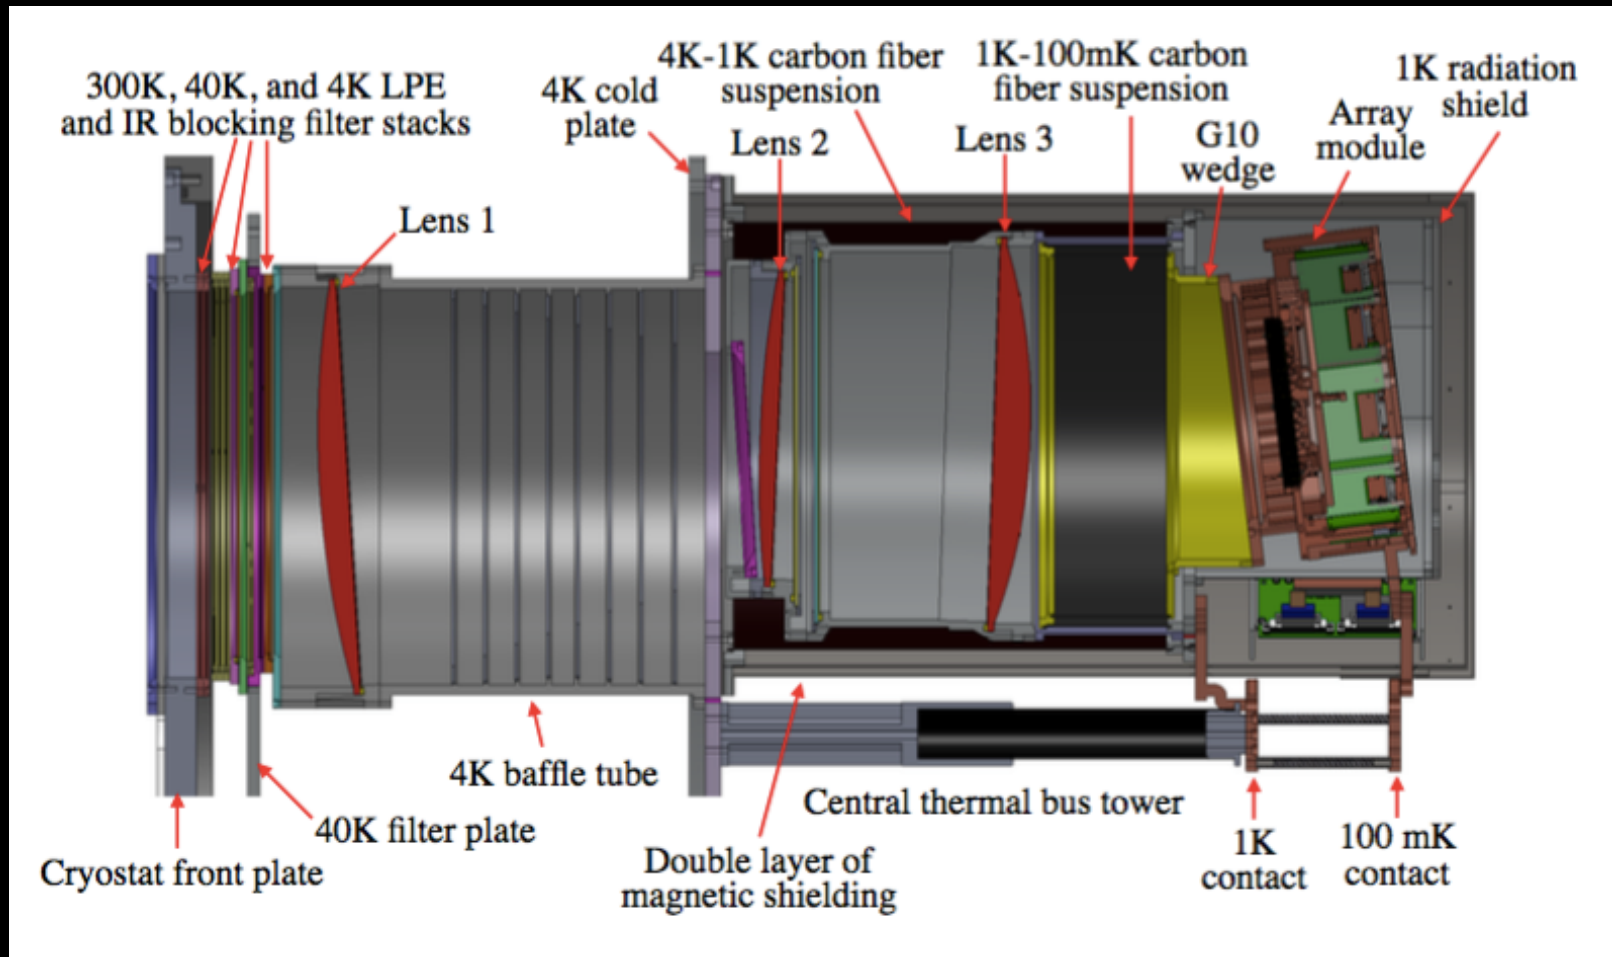 300K, 40K, and 4K LPE
and IR blocking filter stacks
4K cold
plate
4K-1K carbon fiber
suspension
1K-100mK carbon
fiber suspension
1K radiation
shield
Array
module
G10
wedge
Lens 2
Lens 3
Lens 1
4K baffle tube
40K filter plate
Cryostat front plate
Central thermal bus tower
Double layer of
magnetic shielding
1K
contact
100 mK
contact